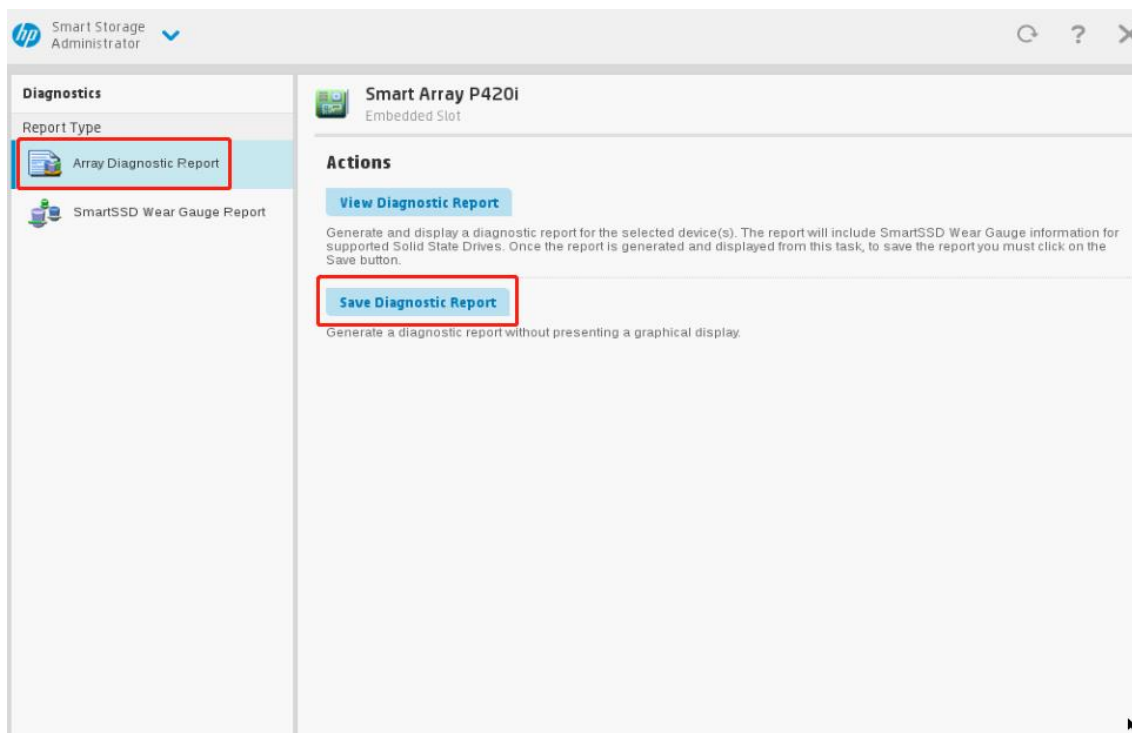 hp
Smart Storage
Administrator
?
Diagnostics
Report Type
Array Diagnostic Report
SmartSSD Wear Gauge Report
Smart Array P420i
Embedded Slot
Actions
View Diagnostic Report
Generate and display a diagnostic report for the selected device(s). The report will include SmartSSD Wear Gauge information for
supported Solid State Drives. Once the report is generated and displayed from this task, to save the report you must click on the
Save button.
Save Diagnostic Report
Generate a diagnostic report without presenting a graphical display.